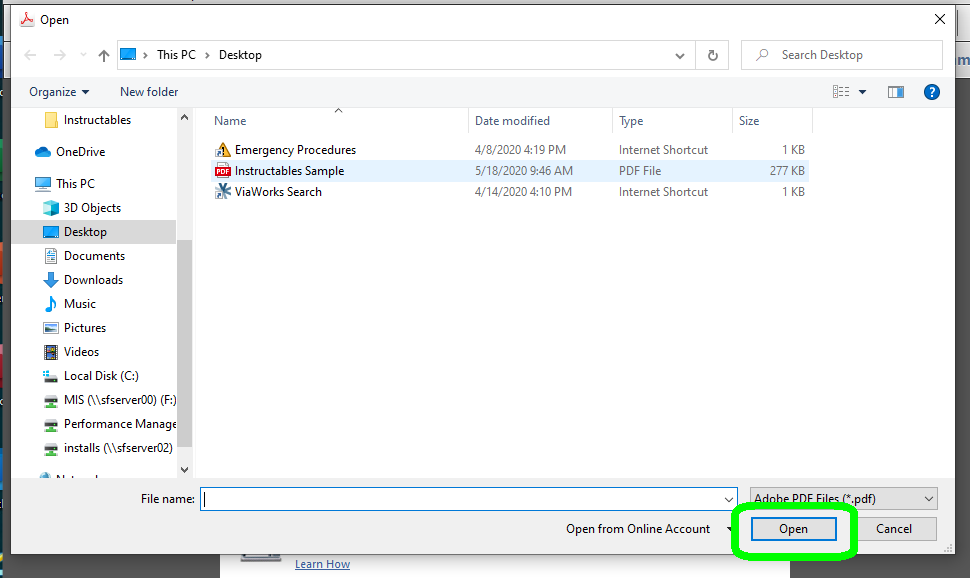 Open
This PC > Desktop
Search Desktop
Organize
New folder
Instructables
OneDrive
This PC
3D Objects
Desktop
Documents
Downloads
Music
Pictures
Videos
Local Disk (C:)
MIS (\\sfserver00) (F:)
Performance Manage
installs (\\sfserver02)
Name Date modified Type Size
Emergency Procedures 4/8/2020 4:19 PM Internet Shortcut 1 KB
PDF Instructables Sample 5/18/2020 9:46 AM PDF File 277 KB
ViaWorks Search 4/14/2020 4:10 PM Internet Shortcut 1 KB
File name:
Adobe PDF Files (*.pdf)
Open from Online Account
Open
Cancel
Learn How